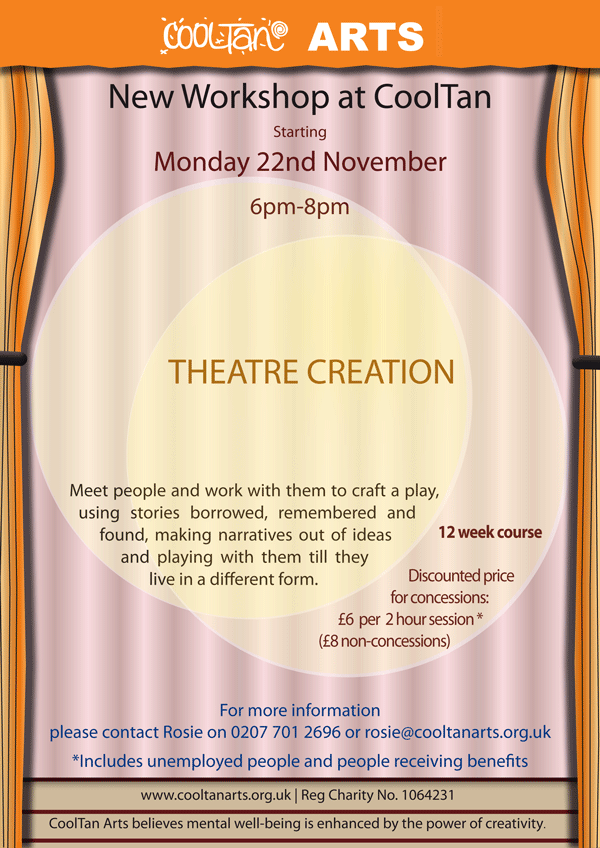 COOLTAN ARTS
New Workshop at CoolTan
Starting
Monday 22nd November
6pm-8pm
THEATRE CREATION
Meet people and work with them to craft a play,
using stories borrowed, remembered and
found, making narratives out of ideas
and playing with them till they
live in a different form.
12 week course
Discounted price
for concessions:
£6 per 2 hour session *
(£8 non-concessions)
For more information
please contact Rosie on 0207 701 2696 or rosie@cooltanarts.org.uk
*Includes unemployed people and people receiving benefits
www.cooltanarts.org.uk | Reg Charity No. 1064231
CoolTan Arts believes mental well-being is enhanced by the power of creativity.